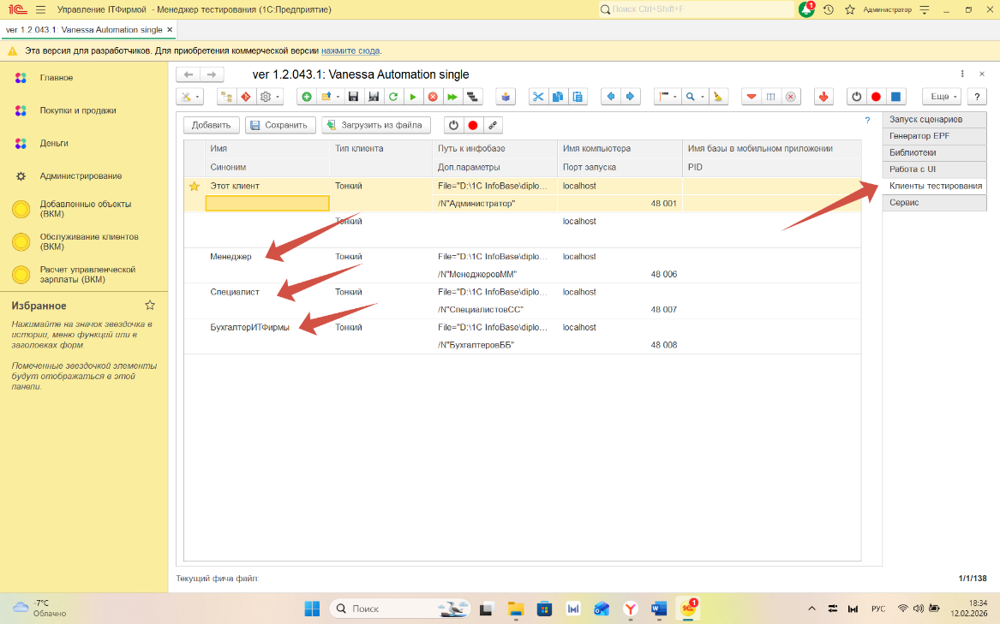 1С Управление ITФирмой - Менеджер тестирования (1С:Предприятие)
Поиск Ctrl+Shift+F
1
Администратор
ver 1.2.043.1: Vanessa Automation single ×
Эта версия для разработчиков. Для приобретения коммерческой версии нажмите сюда.
Главное
Покупки и продажи
Деньги
Администрирование
Добавленные объекты
(ВКМ)
Обслуживание клиентов
(ВКМ)
Расчет управленческой
зарплаты (ВКМ)
Избранное
Нажимайте на значок звездочка в
истории, меню функций или в
заголовках форм.
Помеченные звездочкой элементы
будут отображаться в этой
панели.
ver 1.2.043.1: Vanessa Automation single
Еще
?
Добавить
Сохранить
Загрузить из файла
?
Имя Тип клиента Путь к инфобазе Имя компьютера Имя базы в мобильном приложении
Синоним Доп.параметры Порт запуска PID
Этот клиент Тонкий File="D:\1C InfoBase\diplo... localhost
/N"Администратор" 48 001
Тонкий localhost
Менеджер Тонкий File="D:\1C InfoBase\diplo... localhost
/N"МенеджеровММ" 48 006
Специалист Тонкий File="D:\1C InfoBase\diplo... localhost
/N"СпециалистовСС" 48 007
БухгалтерИТФирмы Тонкий File="D:\1C InfoBase\diplo... localhost
/N"БухгалтеровББ" 48 008
Запуск сценариев
Генератор EPF
Библиотеки
Работа с UI
Клиенты тестирования
Сервис
Текущий фича файл:
1/1/138
-7°C
Облачно
Поиск
1
РУС
18:34
12.02.2026